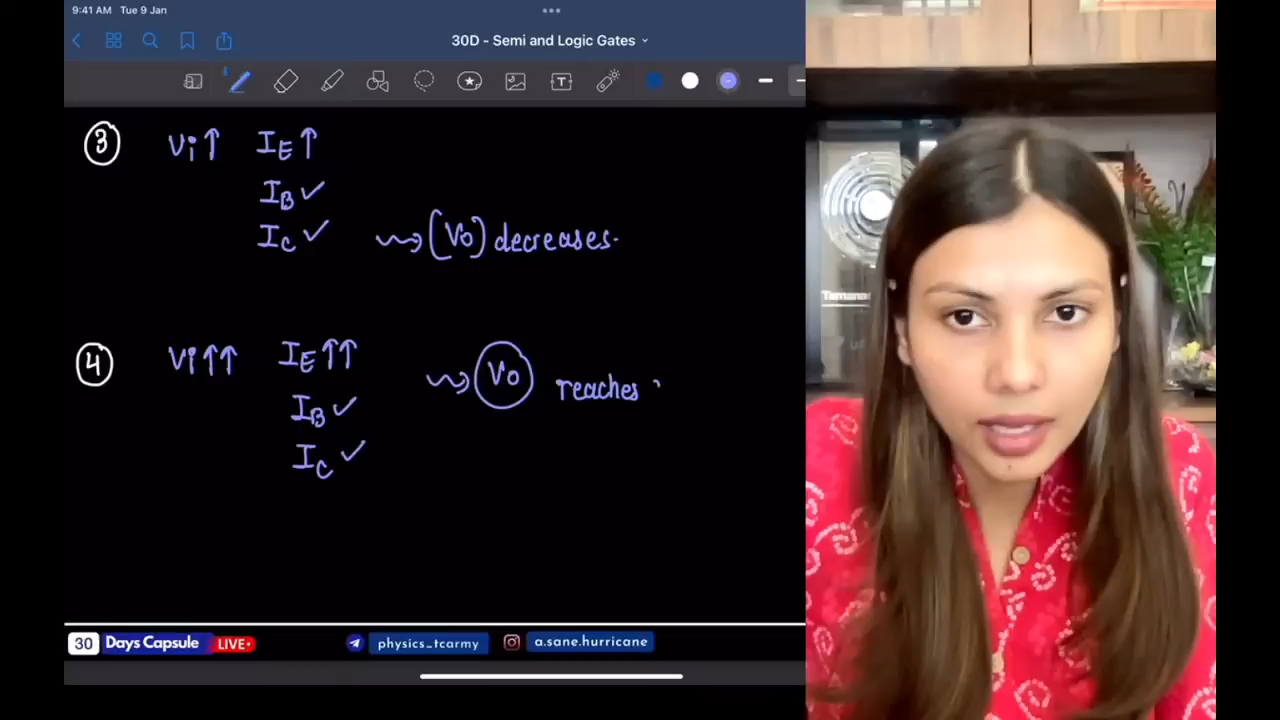 9:41 AM Tue 9 Jan
30D - Semi and Logic Gates
③ Vi↑ IE↑
IB✓
IC✓ ⇝ (Vo) decreases.
④ Vi↑↑ IE↑↑ ⇝ Vo reaches
IB✓
IC✓
30 Days Capsule LIVE
physics_tcarmy
a.sane.hurricane